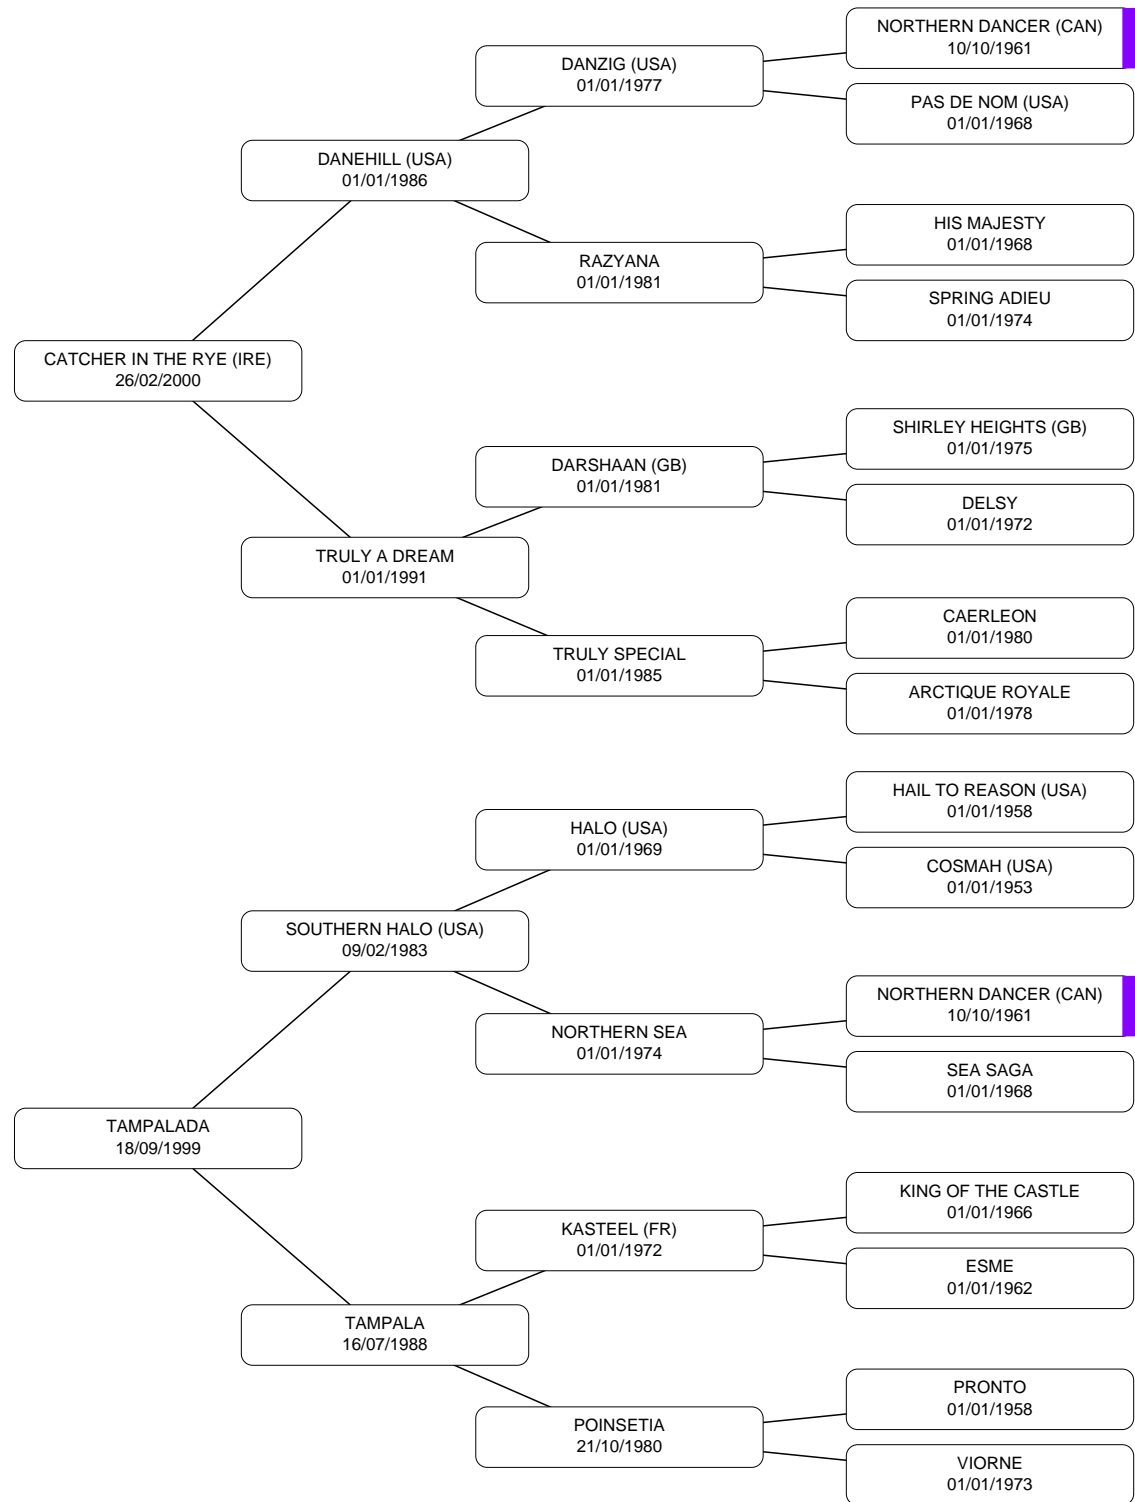 NORTHERN DANCER (CAN)
10/10/1961
DANZIG (USA)
01/01/1977
PAS DE NOM (USA)
01/01/1968
DANEHILL (USA)
01/01/1986
HIS MAJESTY
01/01/1968
RAZYANA
01/01/1981
SPRING ADIEU
01/01/1974
CATCHER IN THE RYE (IRE)
26/02/2000
SHIRLEY HEIGHTS (GB)
01/01/1975
DARSHAAN (GB)
01/01/1981
DELSY
01/01/1972
TRULY A DREAM
01/01/1991
CAERLEON
01/01/1980
TRULY SPECIAL
01/01/1985
ARCTIQUE ROYALE
01/01/1978
HAIL TO REASON (USA)
01/01/1958
HALO (USA)
01/01/1969
COSMAH (USA)
01/01/1953
SOUTHERN HALO (USA)
09/02/1983
NORTHERN DANCER (CAN)
10/10/1961
NORTHERN SEA
01/01/1974
SEA SAGA
01/01/1968
TAMPALADA
18/09/1999
KING OF THE CASTLE
01/01/1966
KASTEEL (FR)
01/01/1972
ESME
01/01/1962
TAMPALA
16/07/1988
PRONTO
01/01/1958
POINSETIA
21/10/1980
VIORNE
01/01/1973